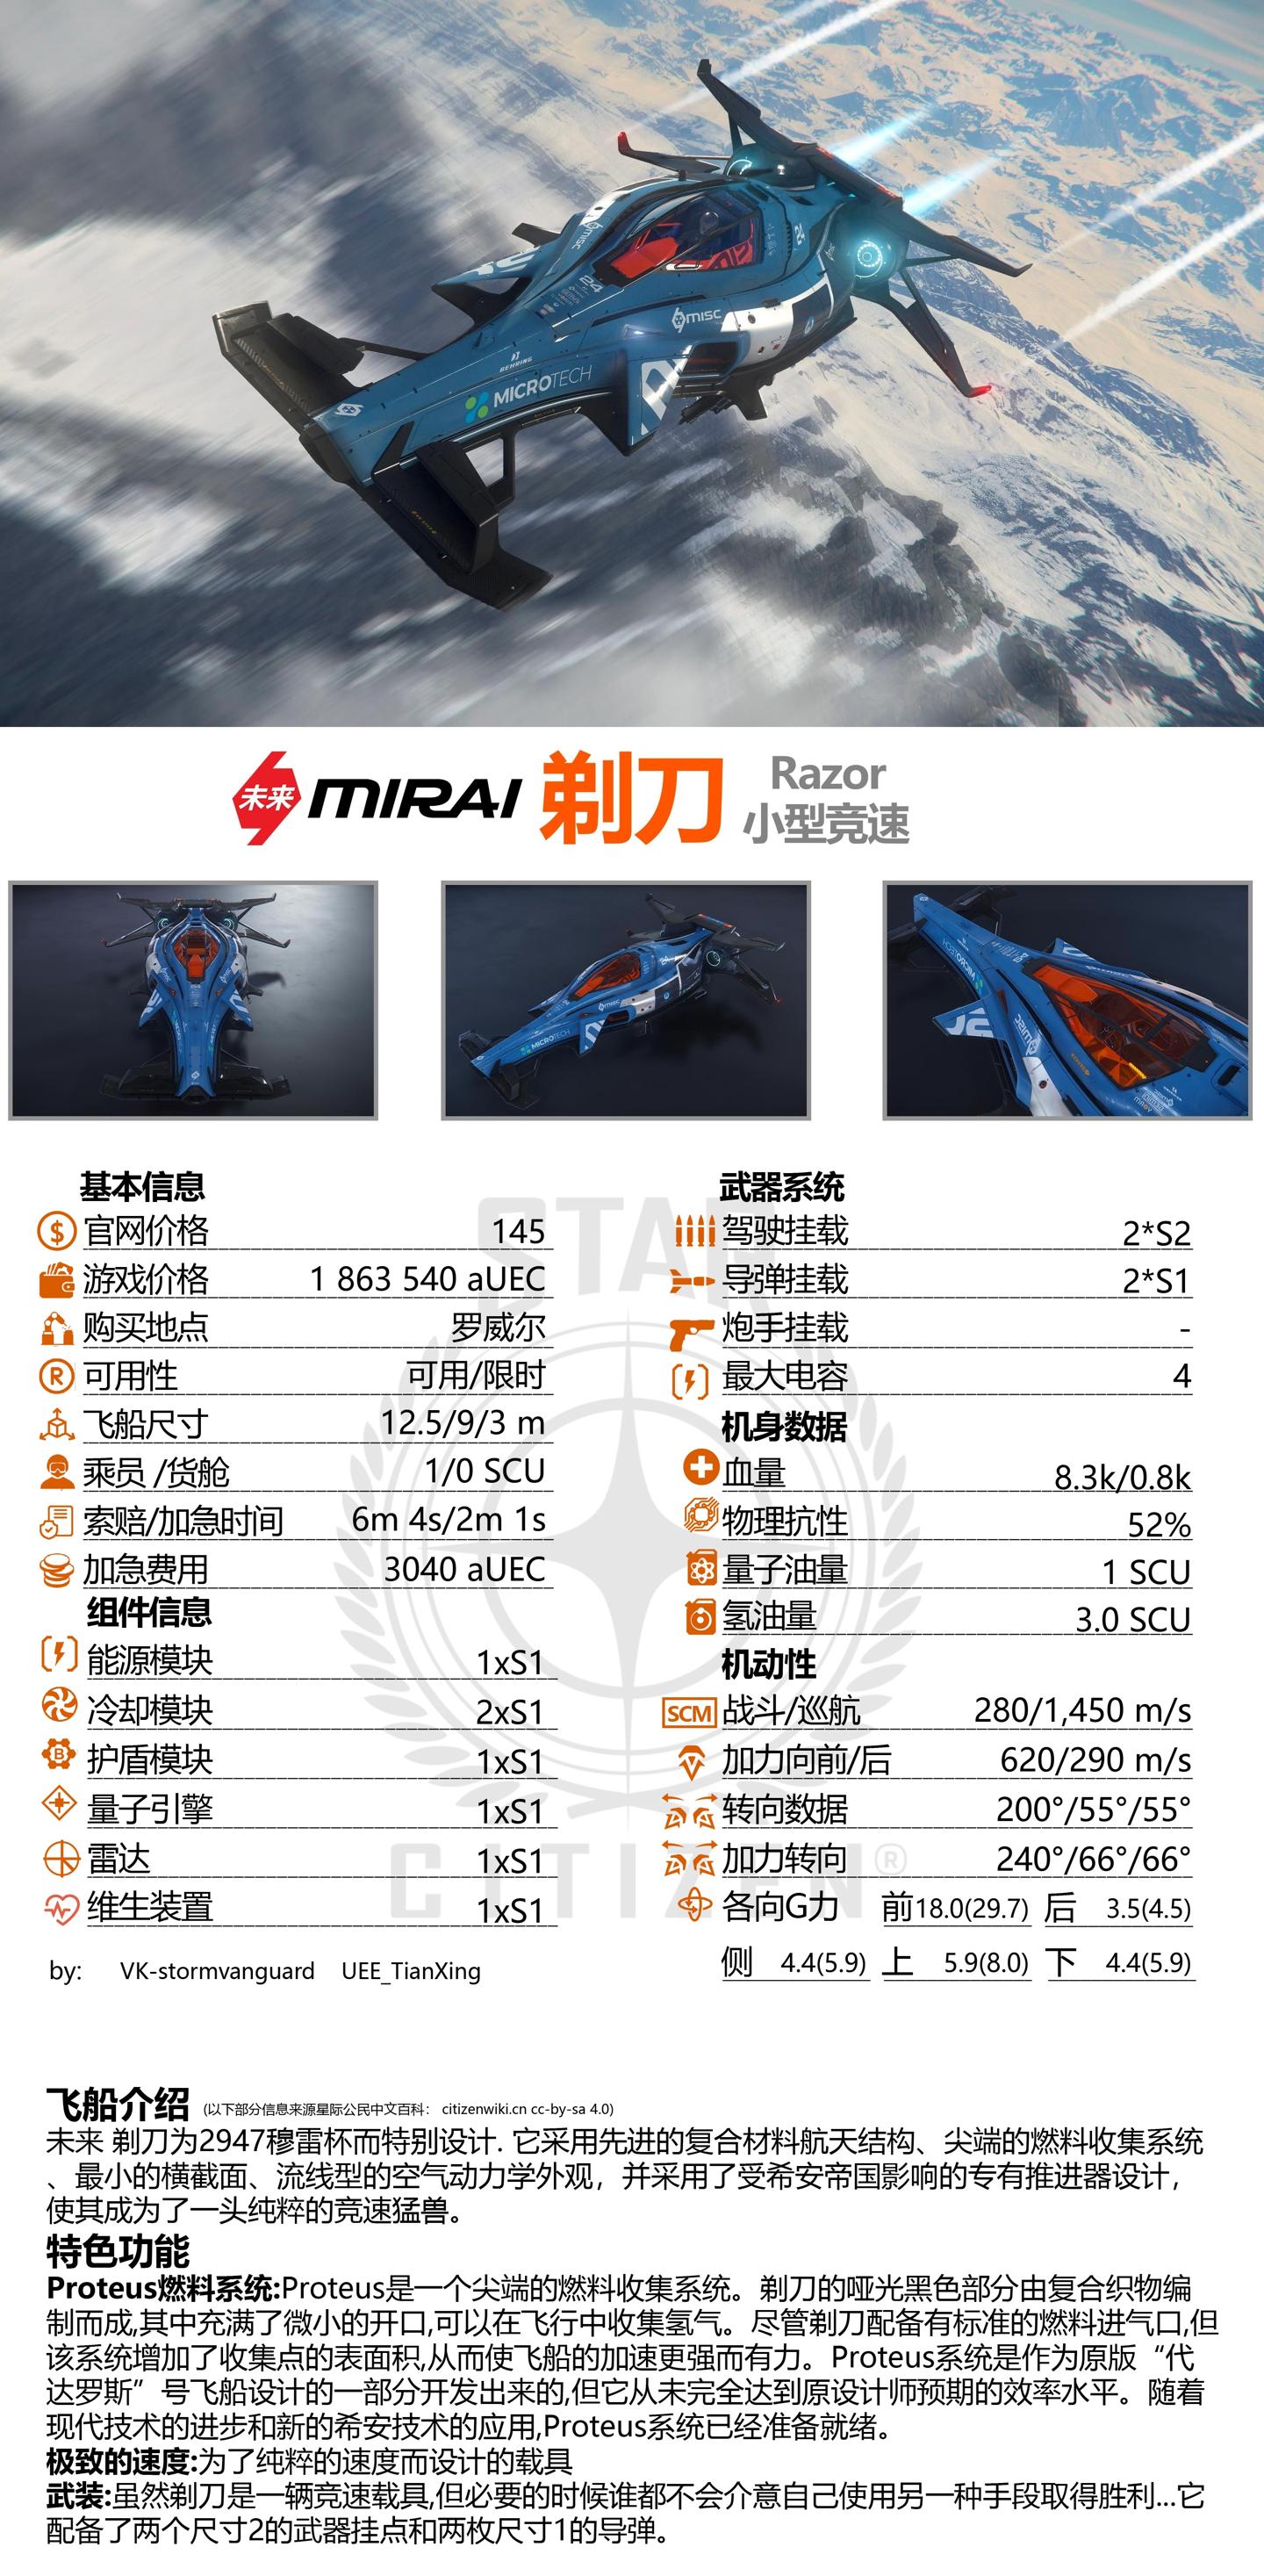 misc
24
misc
BEHRING
MICROTECH
未来 MIRAI 剃刀 Razor
小型竞速
MICROTECH
misc
基本信息
官网价格 145
游戏价格 1 863 540 aUEC
购买地点 罗威尔
可用性 可用/限时
飞船尺寸 12.5/9/3 m
乘员 /货舱 1/0 SCU
索赔/加急时间 6m 4s/2m 1s
加急费用 3040 aUEC
组件信息
能源模块 1xS1
冷却模块 2xS1
护盾模块 1xS1
量子引擎 1xS1
雷达 1xS1
维生装置 1xS1
by: VK-stormvanguard UEE_TianXing
武器系统
驾驶挂载 2*S2
导弹挂载 2*S1
炮手挂载 -
最大电容 4
机身数据
血量 8.3k/0.8k
物理抗性 52%
量子油量 1 SCU
氢油量 3.0 SCU
机动性
SCM 战斗/巡航 280/1,450 m/s
加力向前/后 620/290 m/s
转向数据 200°/55°/55°
加力转向 240°/66°/66°
各向G力 前18.0(29.7) 后 3.5(4.5)
侧 4.4(5.9) 上 5.9(8.0) 下 4.4(5.9)
STAR
CITIZEN®
飞船介绍 (以下部分信息来源星际公民中文百科： citizenwiki.cn cc-by-sa 4.0)
未来 剃刀为2947穆雷杯而特别设计. 它采用先进的复合材料航天结构、尖端的燃料收集系统
、最小的横截面、流线型的空气动力学外观，并采用了受希安帝国影响的专有推进器设计，
使其成为了一头纯粹的竞速猛兽。
特色功能
Proteus燃料系统:Proteus是一个尖端的燃料收集系统。剃刀的哑光黑色部分由复合织物编
制而成,其中充满了微小的开口,可以在飞行中收集氢气。尽管剃刀配备有标准的燃料进气口,但
该系统增加了收集点的表面积,从而使飞船的加速更强而有力。Proteus系统是作为原版“代
达罗斯”号飞船设计的一部分开发出来的,但它从未完全达到原设计师预期的效率水平。随着
现代技术的进步和新的希安技术的应用,Proteus系统已经准备就绪。
极致的速度:为了纯粹的速度而设计的载具
武装:虽然剃刀是一辆竞速载具,但必要的时候谁都不会介意自己使用另一种手段取得胜利...它
配备了两个尺寸2的武器挂点和两枚尺寸1的导弹。